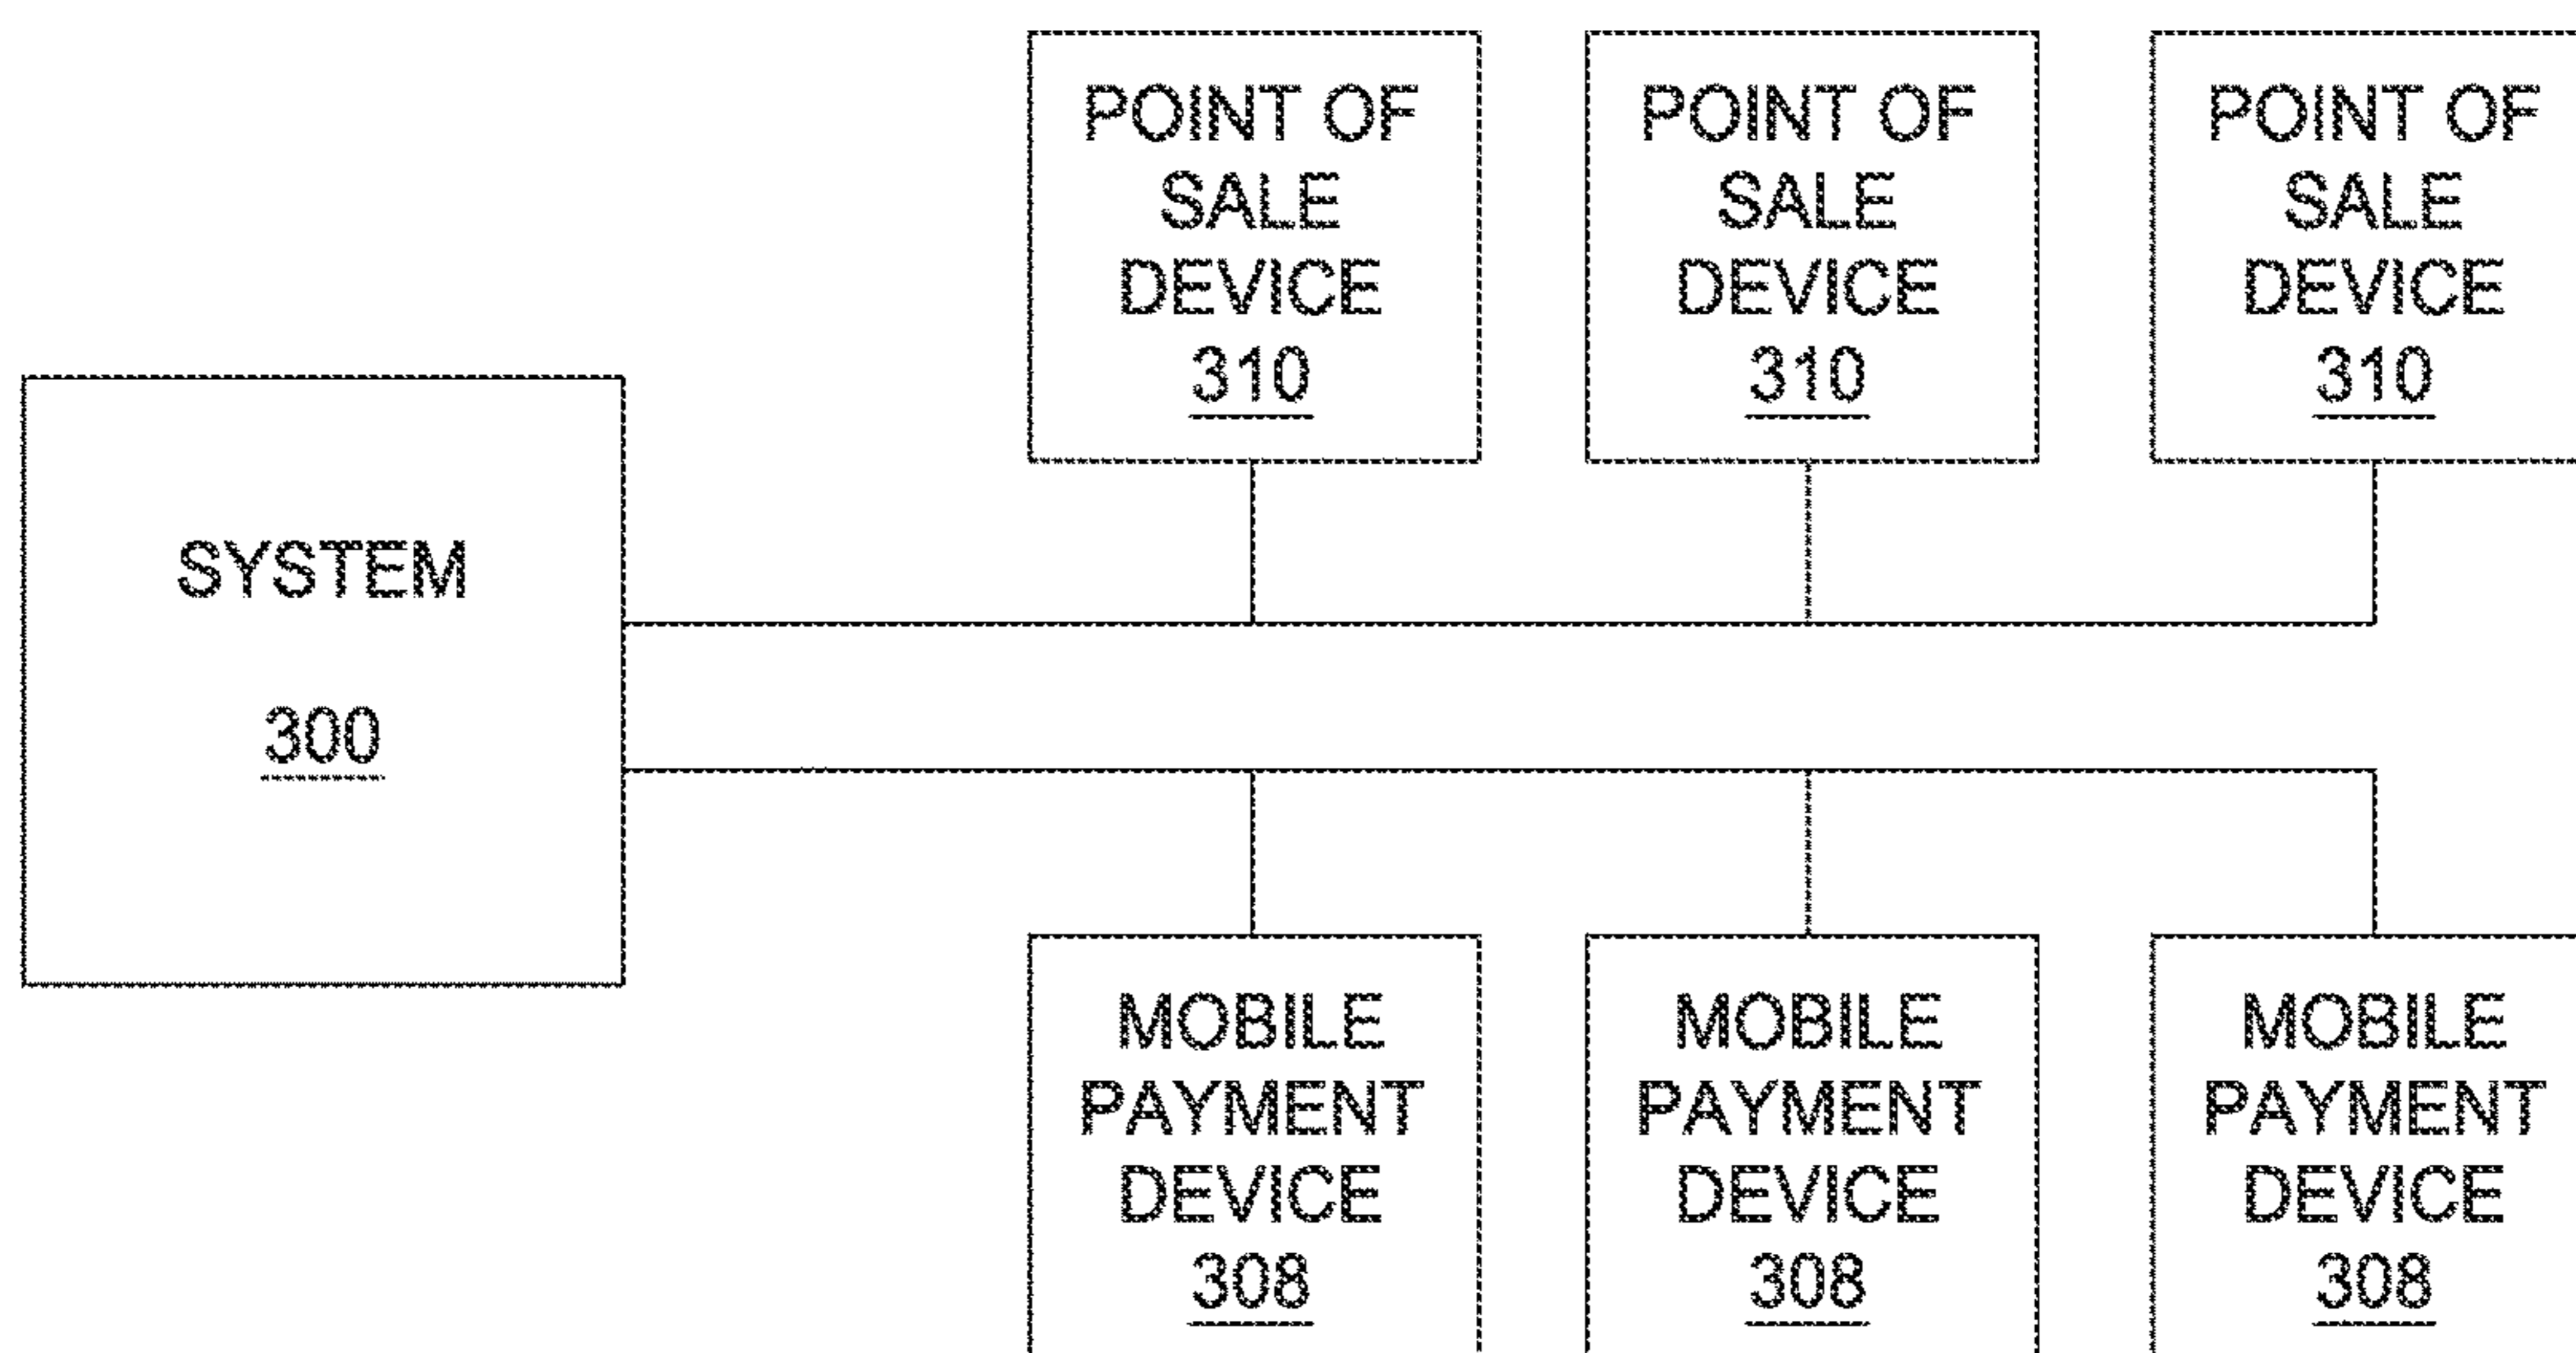 POINT OF
SALE
DEVICE
310
POINT OF
SALE
DEVICE
310
POINT OF
SALE
DEVICE
310
SYSTEM
300
MOBILE
PAYMENT
DEVICE
308
MOBILE
PAYMENT
DEVICE
308
MOBILE
PAYMENT
DEVICE
308